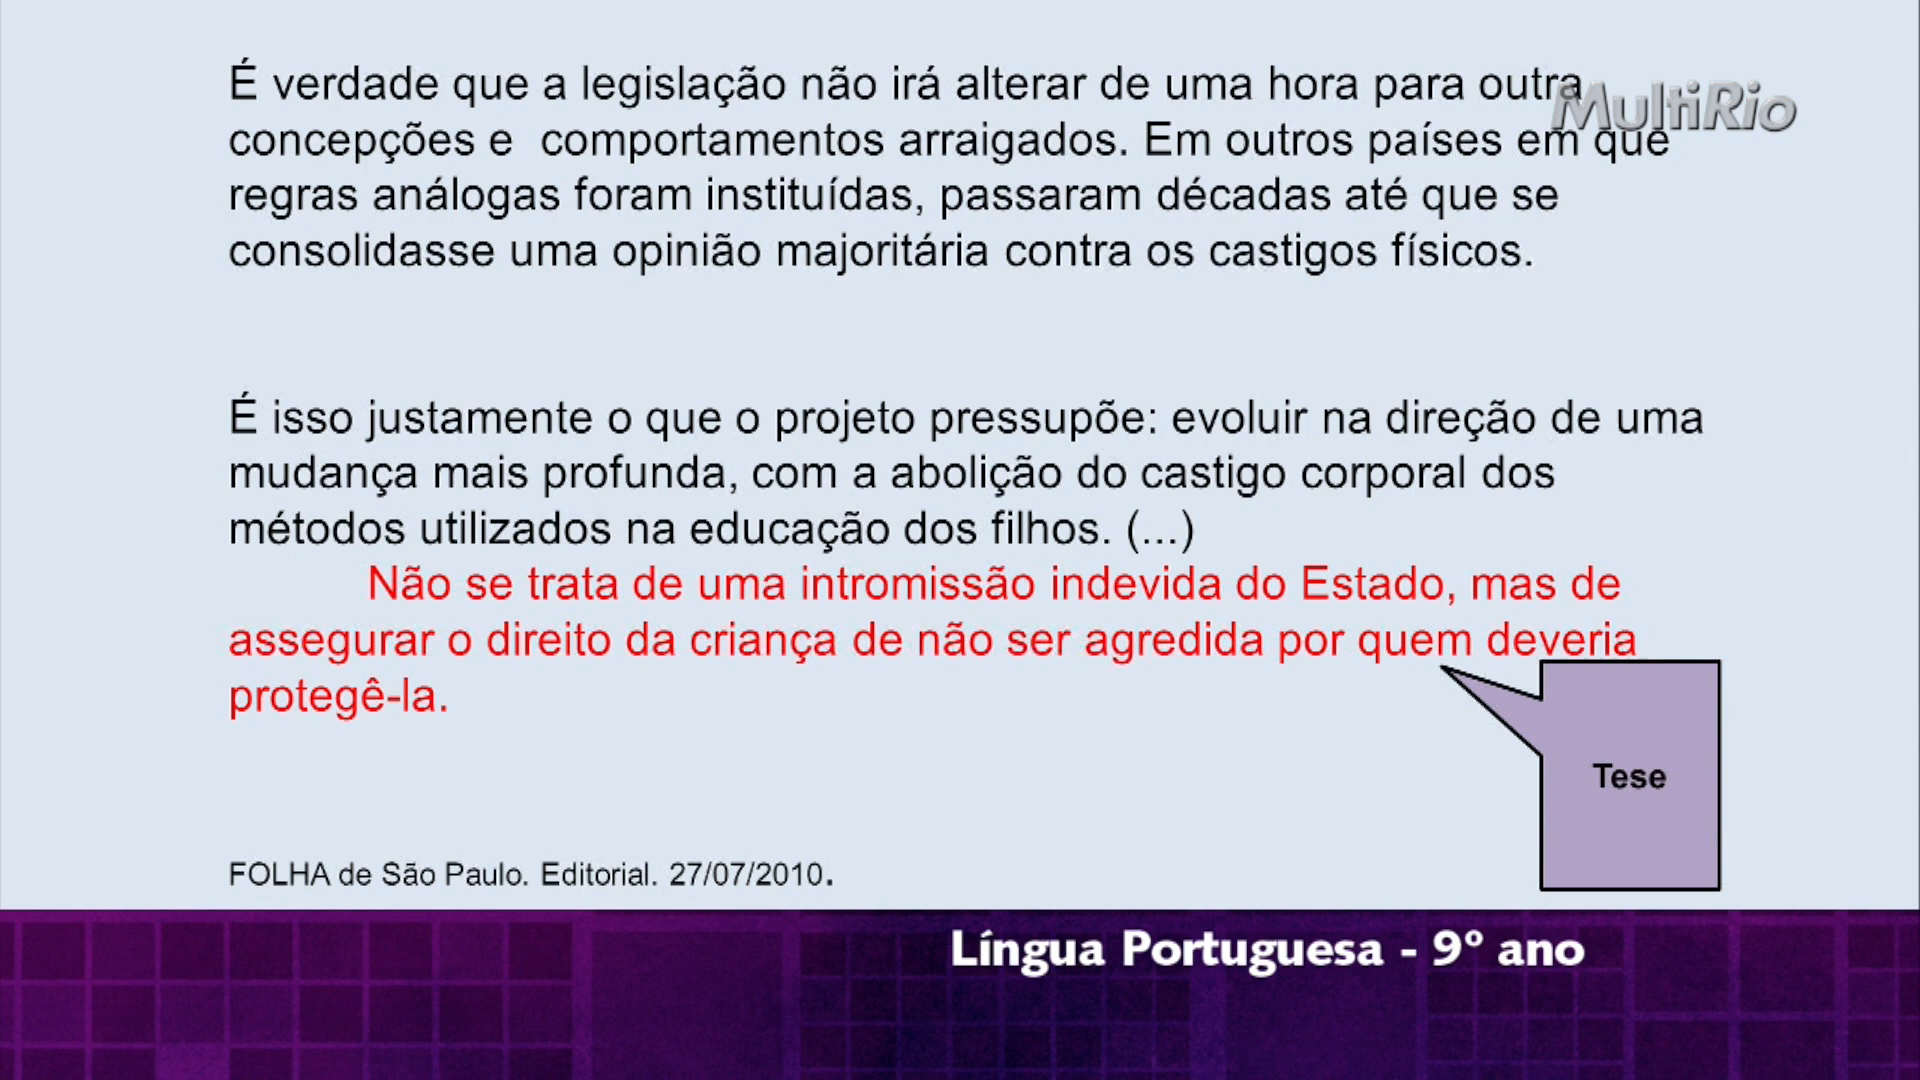 É verdade que a legislação não irá alterar de uma hora para outra
MultiRio
concepções e comportamentos arraigados. Em outros países em que
regras análogas foram instituídas, passaram décadas até que se
consolidasse uma opinião majoritária contra os castigos físicos.
É isso justamente o que o projeto pressupõe: evoluir na direção de uma
mudança mais profunda, com a abolição do castigo corporal dos
métodos utilizados na educação dos filhos. (...)
Não se trata de uma intromissão indevida do Estado, mas de
assegurar o direito da criança de não ser agredida por quem deveria
protegê-la.
Tese
FOLHA de São Paulo. Editorial. 27/07/2010.
Língua Portuguesa - 9º ano